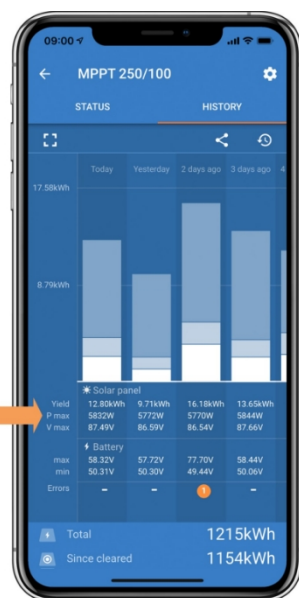 09:00
MPPT 250/100
STATUS HISTORY
Today Yesterday 2 days ago 3 days ago 4
17.58kWh
8.79kWh
Solar panel
Yield 12.80kWh 9.71kWh 16.18kWh 13.65kWh
P max 5832W 5772W 5770W 5844W
V max 87.49V 86.59V 86.54V 87.66V
Battery
max 58.32V 57.72V 77.70V 58.44V
min 50.31V 50.30V 49.44V 50.06V
Errors – – 1 –
Total 1215kWh
Since cleared 1154kWh